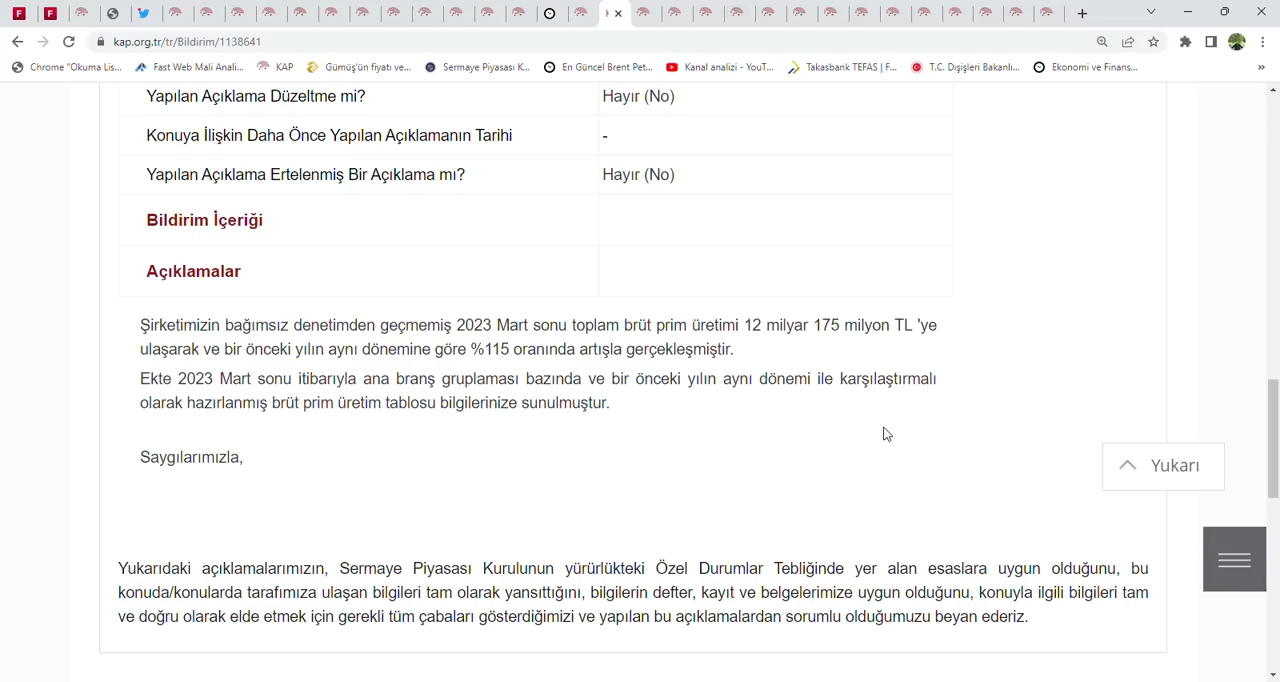 kap.org.tr/tr/Bildirim/1138641
Chrome "Okuma Lis... Fast Web Mali Anali... KAP Gümüş'ün fiyatı ve... Sermaye Piyasası K... En Güncel Brent Pet... Kanal analizi - YouT... Takasbank TEFAS | F... T.C. Dışişleri Bakanlı... Ekonomi ve Finans... »
Yapılan Açıklama Düzeltme mi? Hayır (No)
Konuya İlişkin Daha Önce Yapılan Açıklamanın Tarihi -
Yapılan Açıklama Ertelenmiş Bir Açıklama mı? Hayır (No)
Bildirim İçeriği
Açıklamalar
Şirketimizin bağımsız denetimden geçmemiş 2023 Mart sonu toplam brüt prim üretimi 12 milyar 175 milyon TL 'ye
ulaşarak ve bir önceki yılın aynı dönemine göre %115 oranında artışla gerçekleşmiştir.
Ekte 2023 Mart sonu itibarıyla ana branş gruplaması bazında ve bir önceki yılın aynı dönemi ile karşılaştırmalı
olarak hazırlanmış brüt prim üretim tablosu bilgilerinize sunulmuştur.
Saygılarımızla,
Yukarı
Yukarıdaki açıklamalarımızın, Sermaye Piyasası Kurulunun yürürlükteki Özel Durumlar Tebliğinde yer alan esaslara uygun olduğunu, bu
konuda/konularda tarafımıza ulaşan bilgileri tam olarak yansıttığını, bilgilerin defter, kayıt ve belgelerimize uygun olduğunu, konuyla ilgili bilgileri tam
ve doğru olarak elde etmek için gerekli tüm çabaları gösterdiğimizi ve yapılan bu açıklamalardan sorumlu olduğumuzu beyan ederiz.